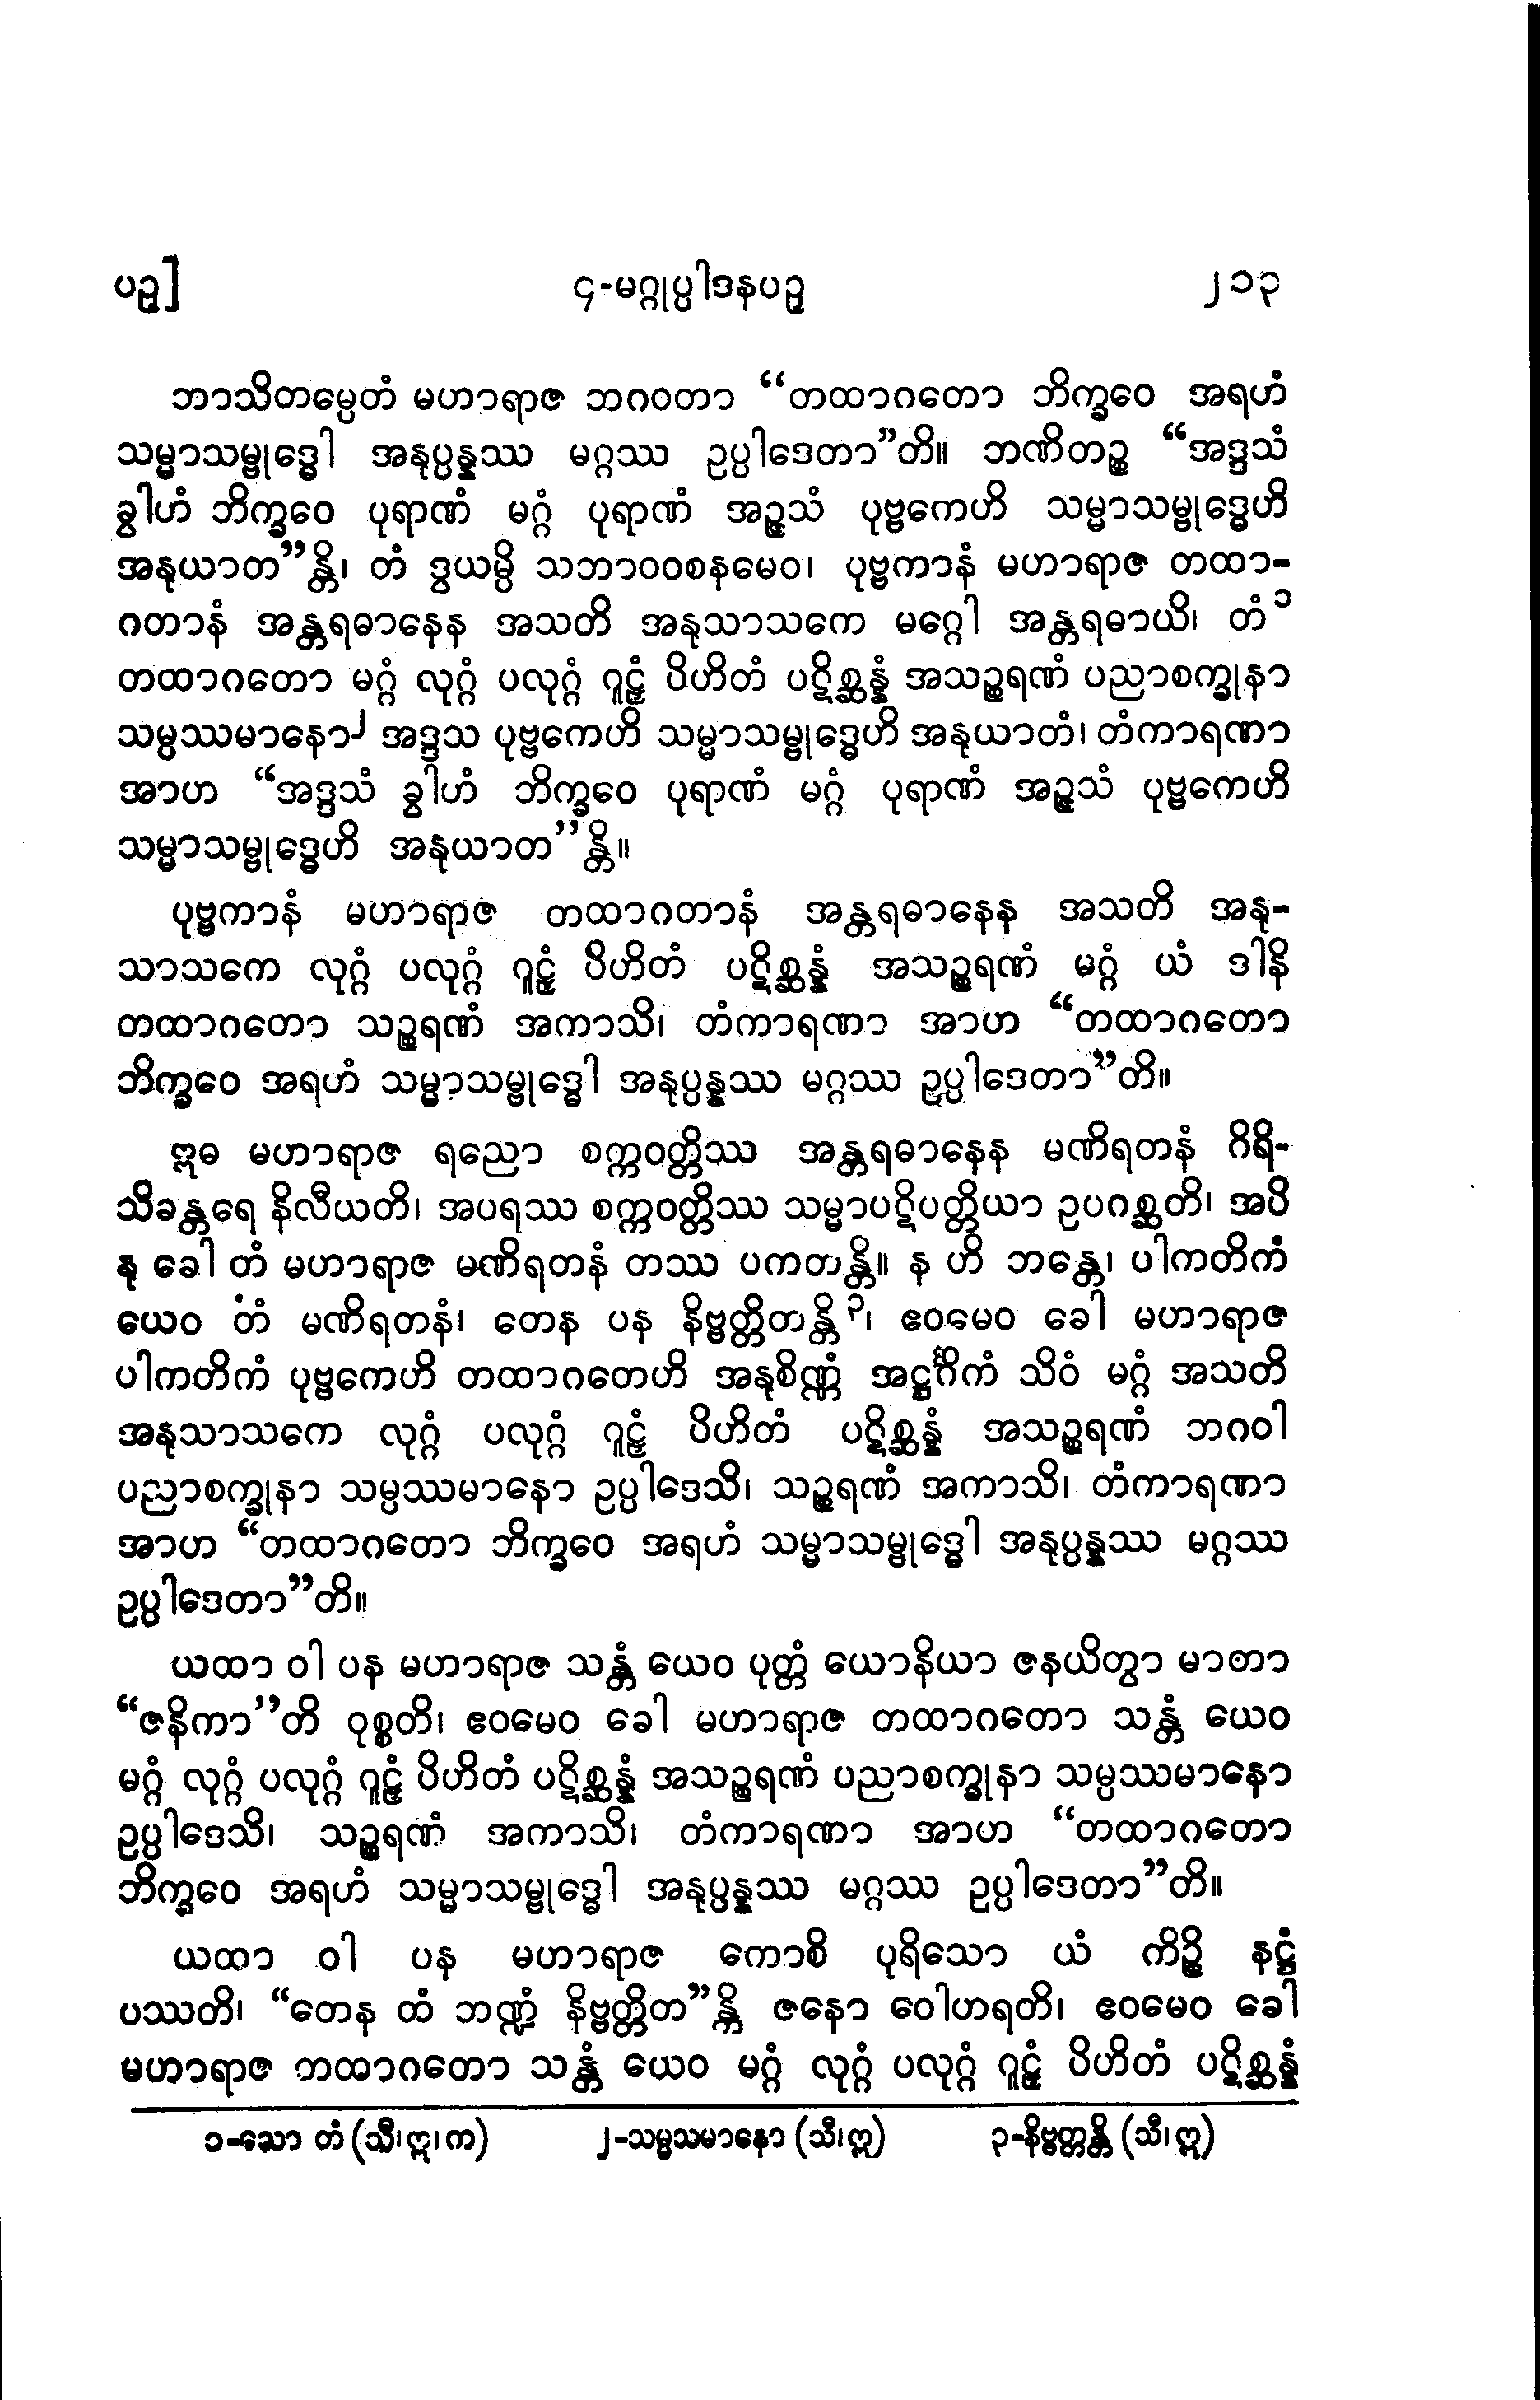 ပဉှ]	၄-မဂ္ဂုပ္ပါဒနပဉှ	၂၁၃
ဘာသိတမ္ပေတံ မဟာရာဇ ဘဂဝတာ “တထာဂတော ဘိက္ခဝေ အရဟံ
သမ္မာသမ္ဗုဒ္ဓေါ အနုပ္ပန္နဿ မဂ္ဂဿ ဥပ္ပါဒေတာ”တိ။ ဘဏိတဉ္စ “အဒ္ဒသံ
ခွါဟံ ဘိက္ခဝေ ပုရာဏံ မဂ္ဂံ ပုရာဏံ အဉ္ဇသံ ပုဗ္ဗကေဟိ သမ္မာသမ္ဗုဒ္ဓေဟိ
အနုယာတ”န္တိ၊ တံ ဒွယမ္ပိ သဘာဝဝစနမေဝ၊ ပုဗ္ဗကာနံ မဟာရာဇ တထာ-
ဂတာနံ အန္တရဓာနေန အသတိ အနုသာသကေ မဂ္ဂေါ အန္တရဓာယိ၊ တံ၁
တထာဂတော မဂ္ဂံ လုဂ္ဂံ ပလုဂ္ဂံ ဂူဠှံ ပိဟိတံ ပဋိစ္ဆန္နံ အသဉ္စရဏံ ပညာစက္ခုနာ
သမ္ပဿမာနော၂ အဒ္ဒသ ပုဗ္ဗကေဟိ သမ္မာသမ္ဗုဒ္ဓေဟိ အနုယာတံ၊ တံကာရဏာ
အာဟ “အဒ္ဒသံ ခွါဟံ ဘိက္ခဝေ ပုရာဏံ မဂ္ဂံ ပုရာဏံ အဉ္ဇသံ ပုဗ္ဗကေဟိ
သမ္မာသမ္ဗုဒ္ဓေဟိ အနုယာတ”န္တိ။
ပုဗ္ဗကာနံ မဟာရာဇ တထာဂတာနံ အန္တရဓာနေန အသတိ အနု-
သာသကေ လုဂ္ဂံ ပလုဂ္ဂံ ဂူဠှံ ပိဟိတံ ပဋိစ္ဆန္နံ အသဉ္စရဏံ မဂ္ဂံ ယံ ဒါနိ
တထာဂတော သဉ္စရဏံ အကာသိ၊ တံကာရဏာ အာဟ “တထာဂတော
ဘိက္ခဝေ အရဟံ သမ္မာသမ္ဗုဒ္ဓေါ အနုပ္ပန္နဿ မဂ္ဂဿ ဥပ္ပါဒေတာ”တိ။
ဣဓ မဟာရာဇ ရညော စက္ကဝတ္တိဿ အန္တရဓာနေန မဏိရတနံ ဂိရိ-
သိခန္တရေ နိလီယတိ၊ အပရဿ စက္ကဝတ္တိဿ သမ္မာပဋိပတ္တိယာ ဥပဂစ္ဆတိ၊ အပိ
နု ခေါ တံ မဟာရာဇ မဏိရတနံ တဿ ပကတန္တိ။ န ဟိ ဘန္တေ၊ ပါကတိကံ
ယေဝ တံ မဏိရတနံ၊ တေန ပန နိဗ္ဗတ္တိတန္တိ၃၊ ဧဝမေဝ ခေါ မဟာရာဇ
ပါကတိကံ ပုဗ္ဗကေဟိ တထာဂတေဟိ အနုစိဏ္ဏံ အဋ္ဌင်္ဂိကံ သိဝံ မဂ္ဂံ အသတိ
အနုသာသကေ လုဂ္ဂံ ပလုဂ္ဂံ ဂူဠှံ ပိဟိတံ ပဋိစ္ဆန္နံ အသဉ္စရဏံ ဘဂဝါ
ပညာစက္ခုနာ သမ္ပဿမာနော ဥပ္ပါဒေသိ၊ သဉ္စရဏံ အကာသိ၊ တံကာရဏာ
အာဟ “တထာဂတော ဘိက္ခဝေ အရဟံ သမ္မာသမ္ဗုဒ္ဓေါ အနုပ္ပန္နဿ မဂ္ဂဿ
ဥပ္ပါဒေတာ”တိ။
ယထာ ဝါ ပန မဟာရာဇ သန္တံ ယေဝ ပုတ္တံ ယောနိယာ ဇနယိတွာ မာတာ
“ဇနိကာ”တိ ဝုစ္စတိ၊ ဧဝမေဝ ခေါ မဟာရာဇ တထာဂတော သန္တံ ယေဝ
မဂ္ဂံ လုဂ္ဂံ ပလုဂ္ဂံ ဂူဠှံ ပိဟိတံ ပဋိစ္ဆန္နံ အသဉ္စရဏံ ပညာစက္ခုနာ သမ္ပဿမာနော
ဥပ္ပါဒေသိ၊ သဉ္စရဏံ အကာသိ၊ တံကာရဏာ အာဟ “တထာဂတော
ဘိက္ခဝေ အရဟံ သမ္မာသမ္ဗုဒ္ဓေါ အနုပ္ပန္နဿ မဂ္ဂဿ ဥပ္ပါဒေတာ”တိ။
ယထာ ဝါ ပန မဟာရာဇ ကောစိ ပုရိသော ယံ ကိဉ္စိ နဋ္ဌံ
ပဿတိ၊ “တေန တံ ဘဏ္ဍံ နိဗ္ဗတ္တိတ”န္တိ ဇနော ဝေါဟရတိ၊ ဧဝမေဝ ခေါ
မဟာရာဇ တထာဂတော သန္တံ ယေဝ မဂ္ဂံ လုဂ္ဂံ ပလုဂ္ဂံ ဂူဠှံ ပိဟိတံ ပဋိစ္ဆန္နံ
၁-သော တံ (သီ၊ဣ၊က)	၂-သမ္မသမာနော (သီ၊ဣ)	၃-နိဗ္ဗတ္တန္တိ (သီ၊ဣ)